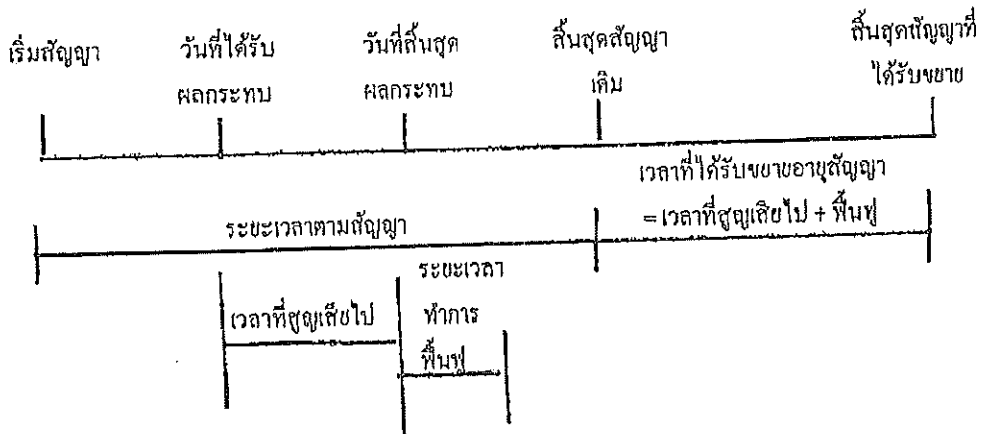 เริ่มสัญญา
วันที่ได้รับ
ผลกระทบ
วันที่สิ้นสุด
ผลกระทบ
สิ้นสุดสัญญา
เดิม
สิ้นสุดสัญญาที่
ได้รับขยาย
เวลาที่ได้รับขยายอายุสัญญา
=เวลาที่สูญเสียไป + ฟื้นฟู
ระยะเวลาตามสัญญา
เวลาที่สูญเสียไป
ระยะเวลา
ทำการ
ฟื้นฟู